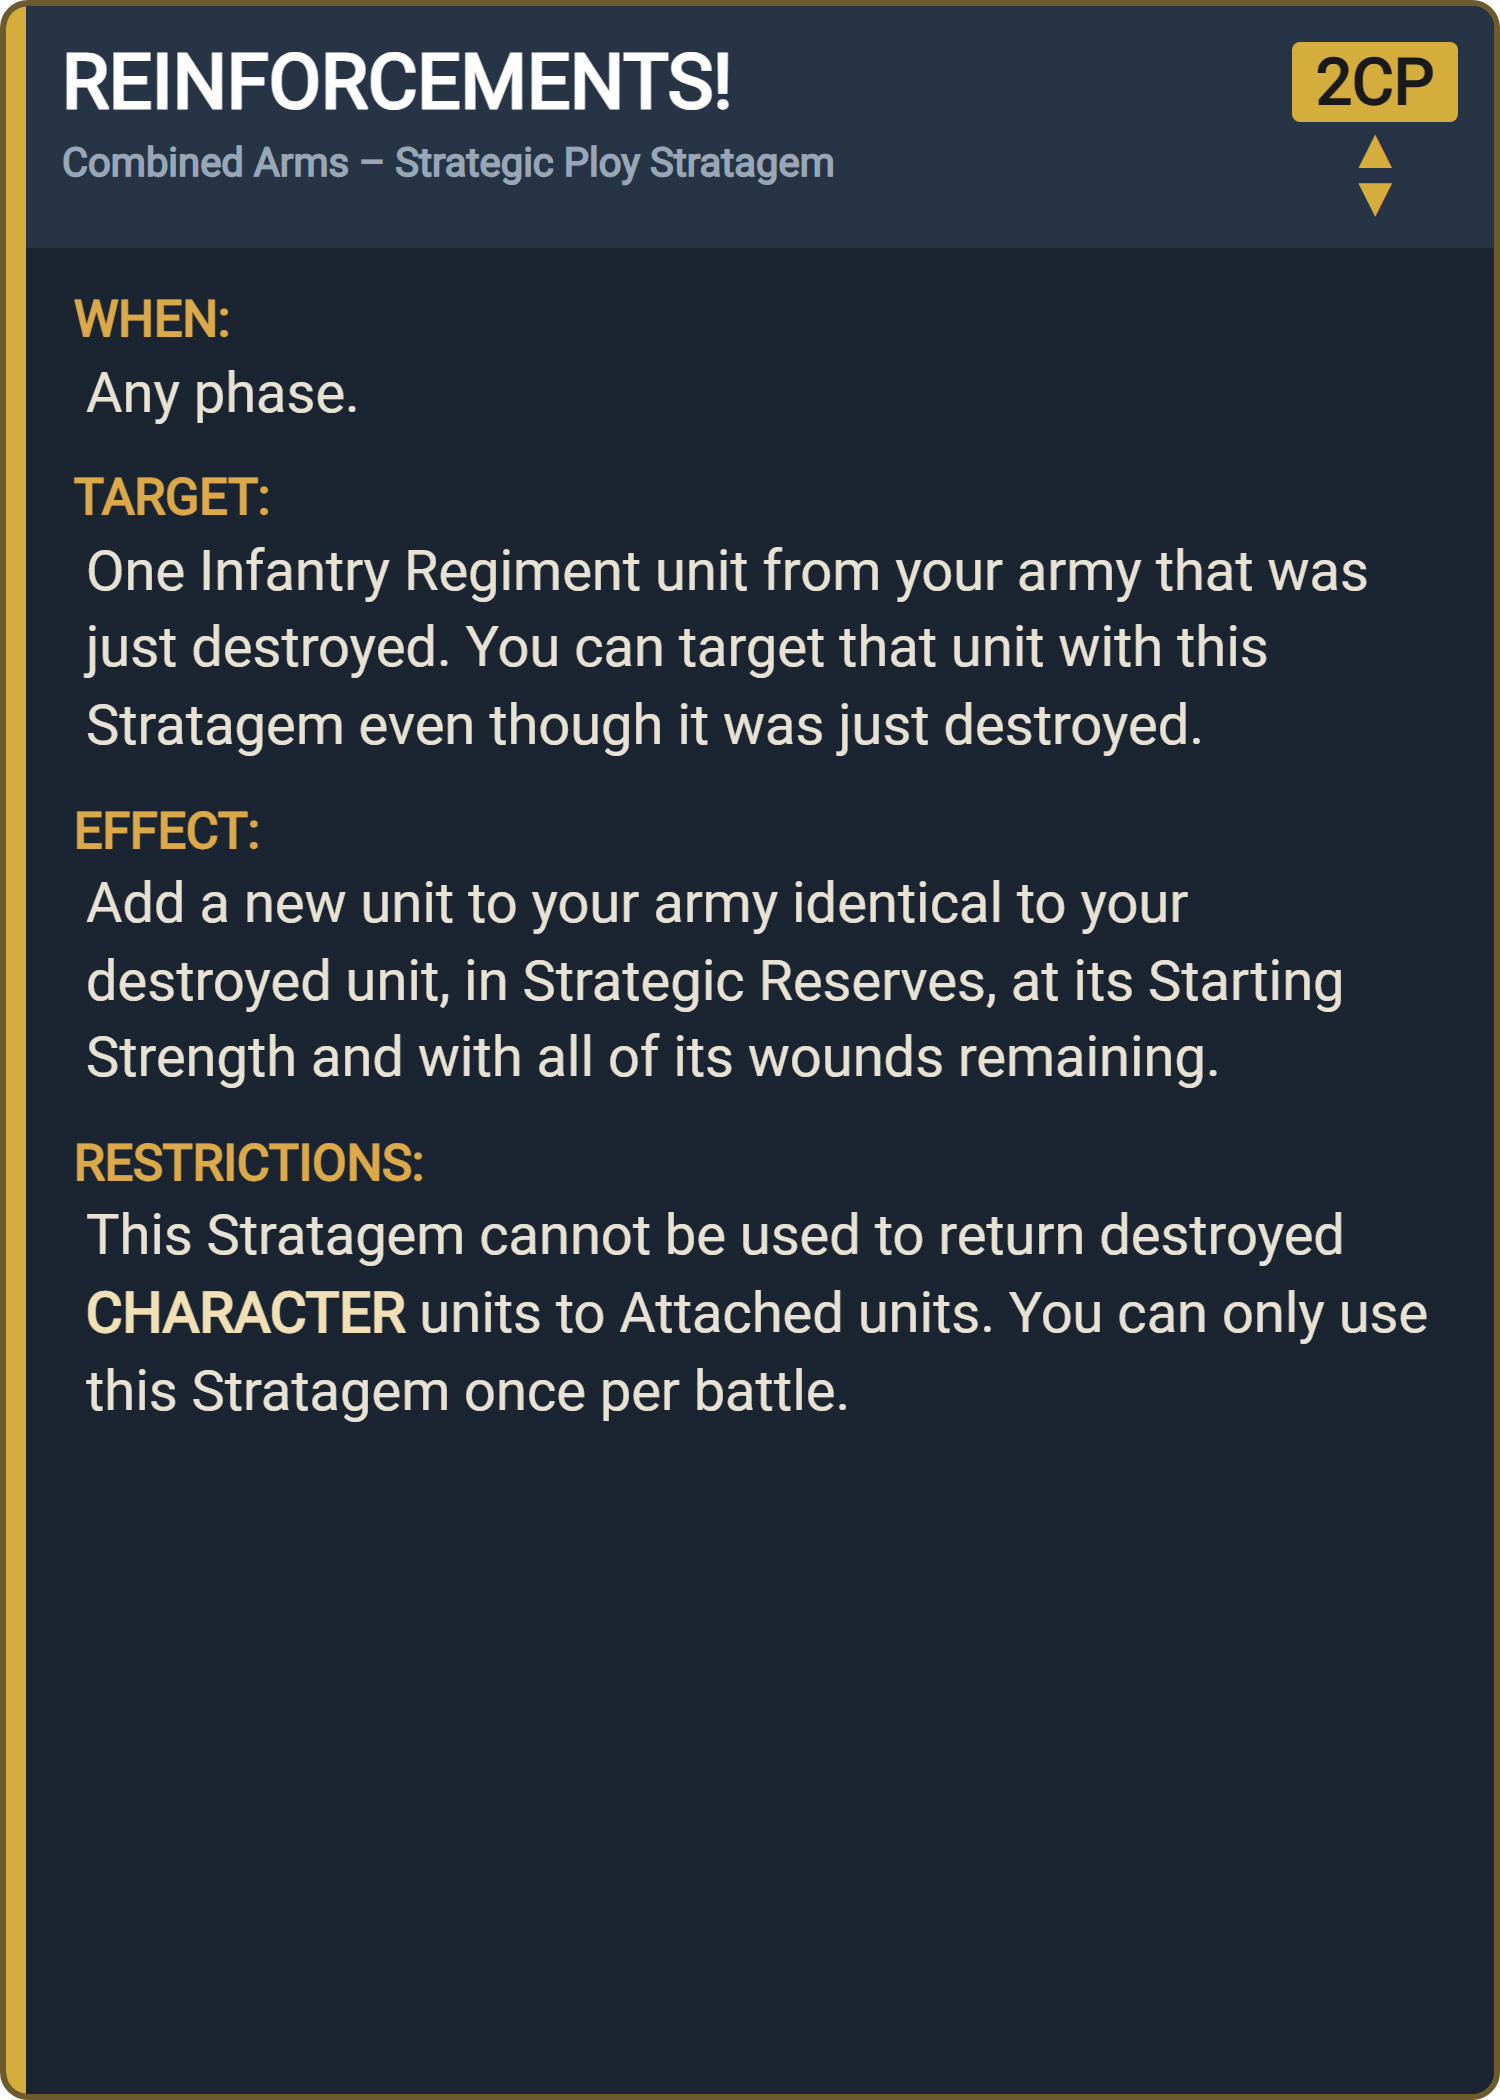 REINFORCEMENTS!
2CP
Combined Arms – Strategic Ploy Stratagem
WHEN:
Any phase.
TARGET:
One Infantry Regiment unit from your army that was
just destroyed. You can target that unit with this
Stratagem even though it was just destroyed.
EFFECT:
Add a new unit to your army identical to your
destroyed unit, in Strategic Reserves, at its Starting
Strength and with all of its wounds remaining.
RESTRICTIONS:
This Stratagem cannot be used to return destroyed
CHARACTER units to Attached units. You can only use
this Stratagem once per battle.